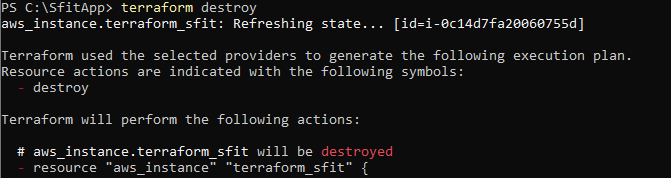 PS C:\SfitApp> terraform destroy
aws_instance.terraform_sfit: Refreshing state... [id=i-0c14d7fa20060755d]
Terraform used the selected providers to generate the following execution plan.
Resource actions are indicated with the following symbols:
- destroy
Terraform will perform the following actions:
# aws_instance.terraform_sfit will be destroyed
- resource "aws_instance" "terraform_sfit" {